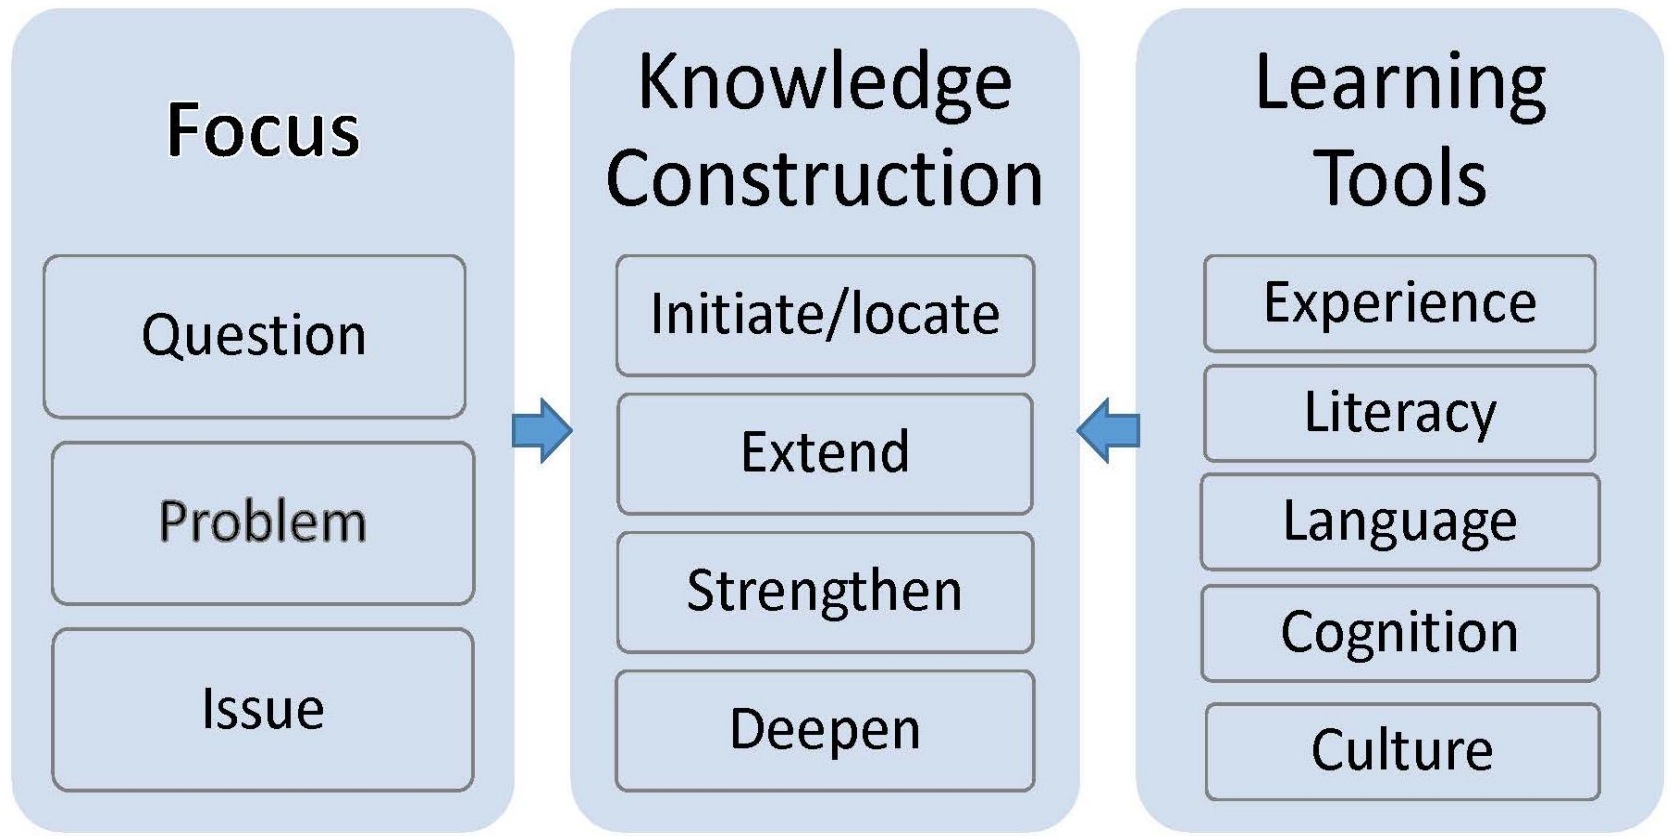 Focus
Question
Problem
Issue
Knowledge
Construction
Initiate/locate
Extend
Strengthen
Deepen
Learning
Tools
Experience
Literacy
Language
Cognition
Culture